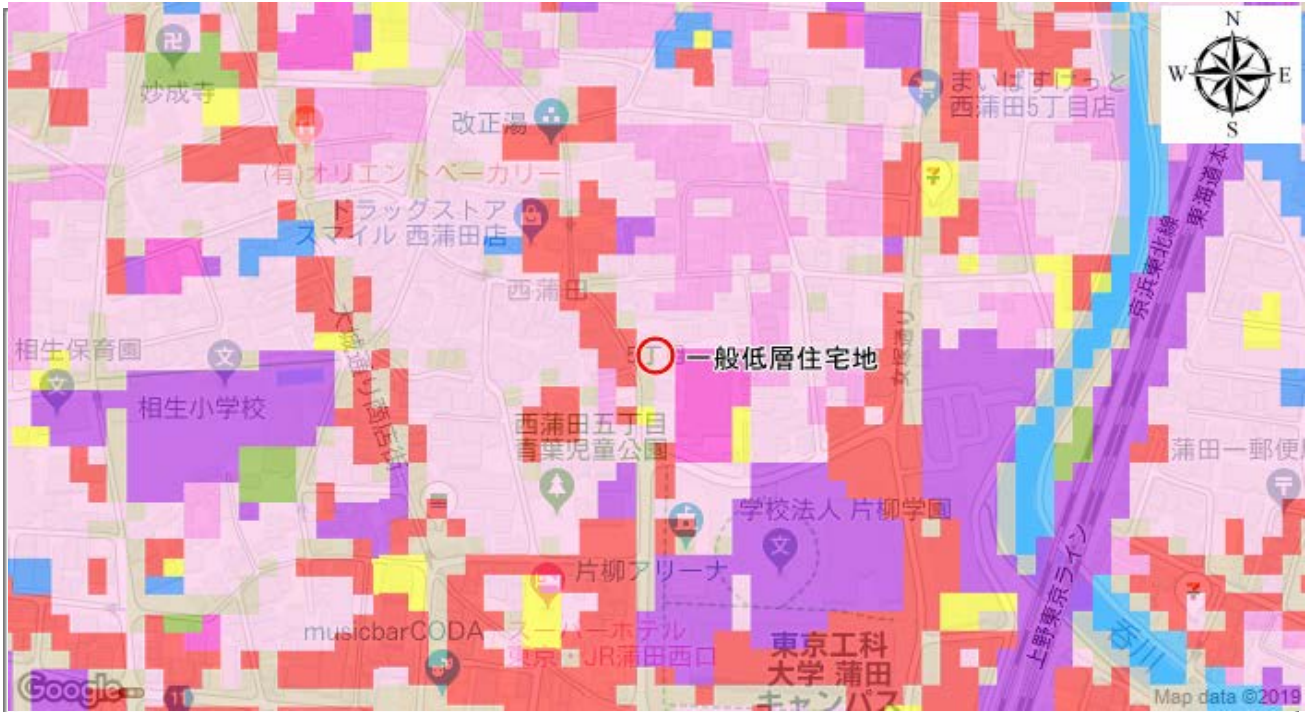 N
W E
S
妙成寺
改正湯
まいばすけっと
西蒲田5丁目店
(有)オリエントベーカリー
ドラッグストア
スマイル 西蒲田店
西蒲田
京浜東北線
東海道本
相生保育園
一般低層住宅地
女坂通り
相生小学校
西蒲田五丁目
青葉児童公園
蒲田一郵便
学校法人 片柳学園
片柳アリーナ
上野東京ライン
呑川
musicbarCODA
スーパーホテル
東京・JR蒲田西口
東京工科
大学 蒲田
キャンパス
Google
Map data ©2019